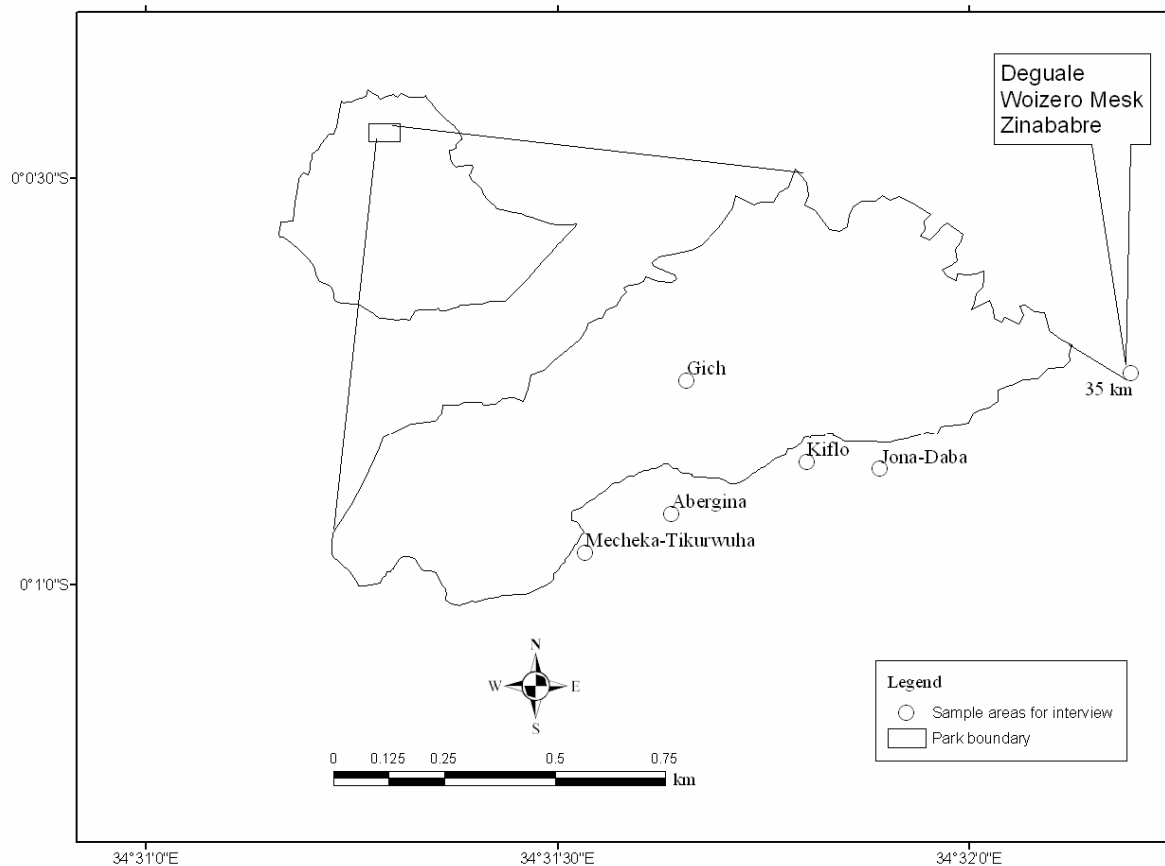 Deguale
Woizero Mesk
Zinababre
0°0'30"S
Gich
35 km
Kiflo
Jona-Daba
Abergina
Mecheka-Tikurwuha
0°1'0"S
N
W
E
S
Legend
Sample areas for interview
Park boundary
0 0.125 0.25 0.5 0.75
km
34°31'0"E 34°31'30"E 34°32'0"E